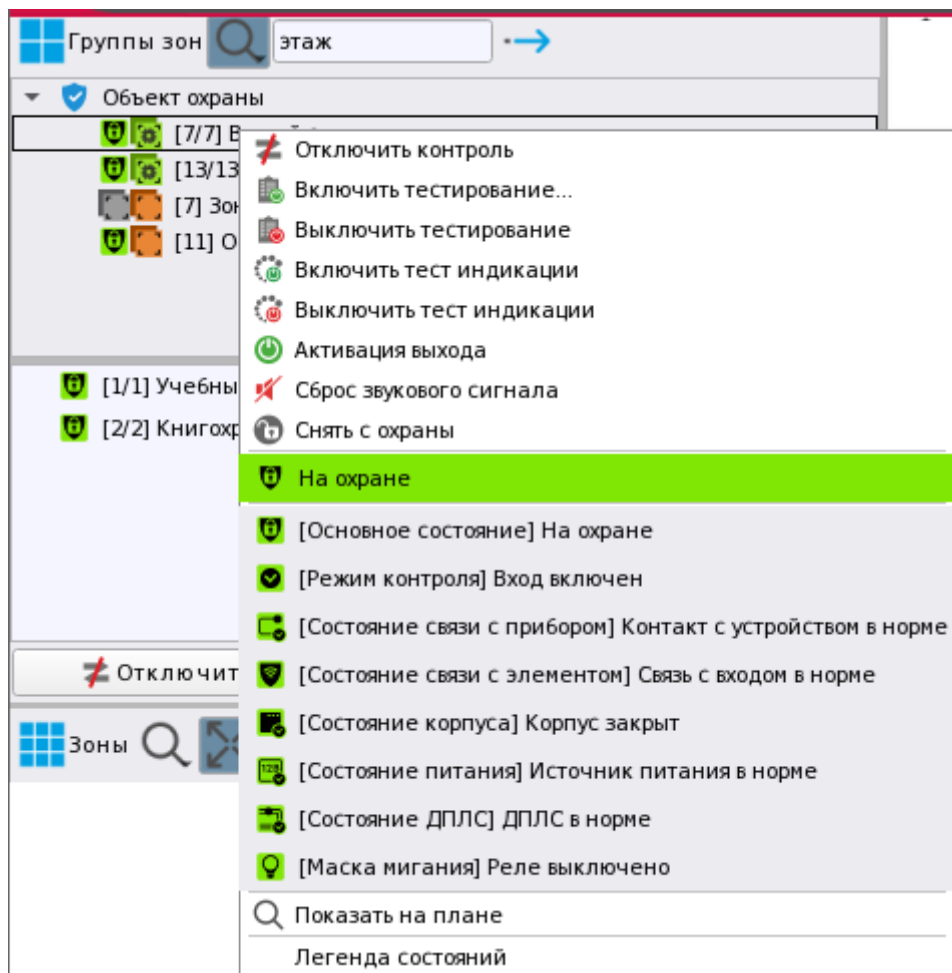 Группы зон
этаж
Объект охраны
[7/7]
[13/13
[7] Зон
[11] О
[1/1] Учебны
[2/2] Книгохр
Отключит
Зоны
Отключить контроль
Включить тестирование...
Выключить тестирование
Включить тест индикации
Выключить тест индикации
Активация выхода
Сброс звукового сигнала
Снять с охраны
На охране
[Основное состояние] На охране
[Режим контроля] Вход включен
[Состояние связи с прибором] Контакт с устройством в норме
[Состояние связи с элементом] Связь с входом в норме
[Состояние корпуса] Корпус закрыт
[Состояние питания] Источник питания в норме
[Состояние ДПЛС] ДПЛС в норме
[Маска мигания] Реле выключено
Показать на плане
Легенда состояний